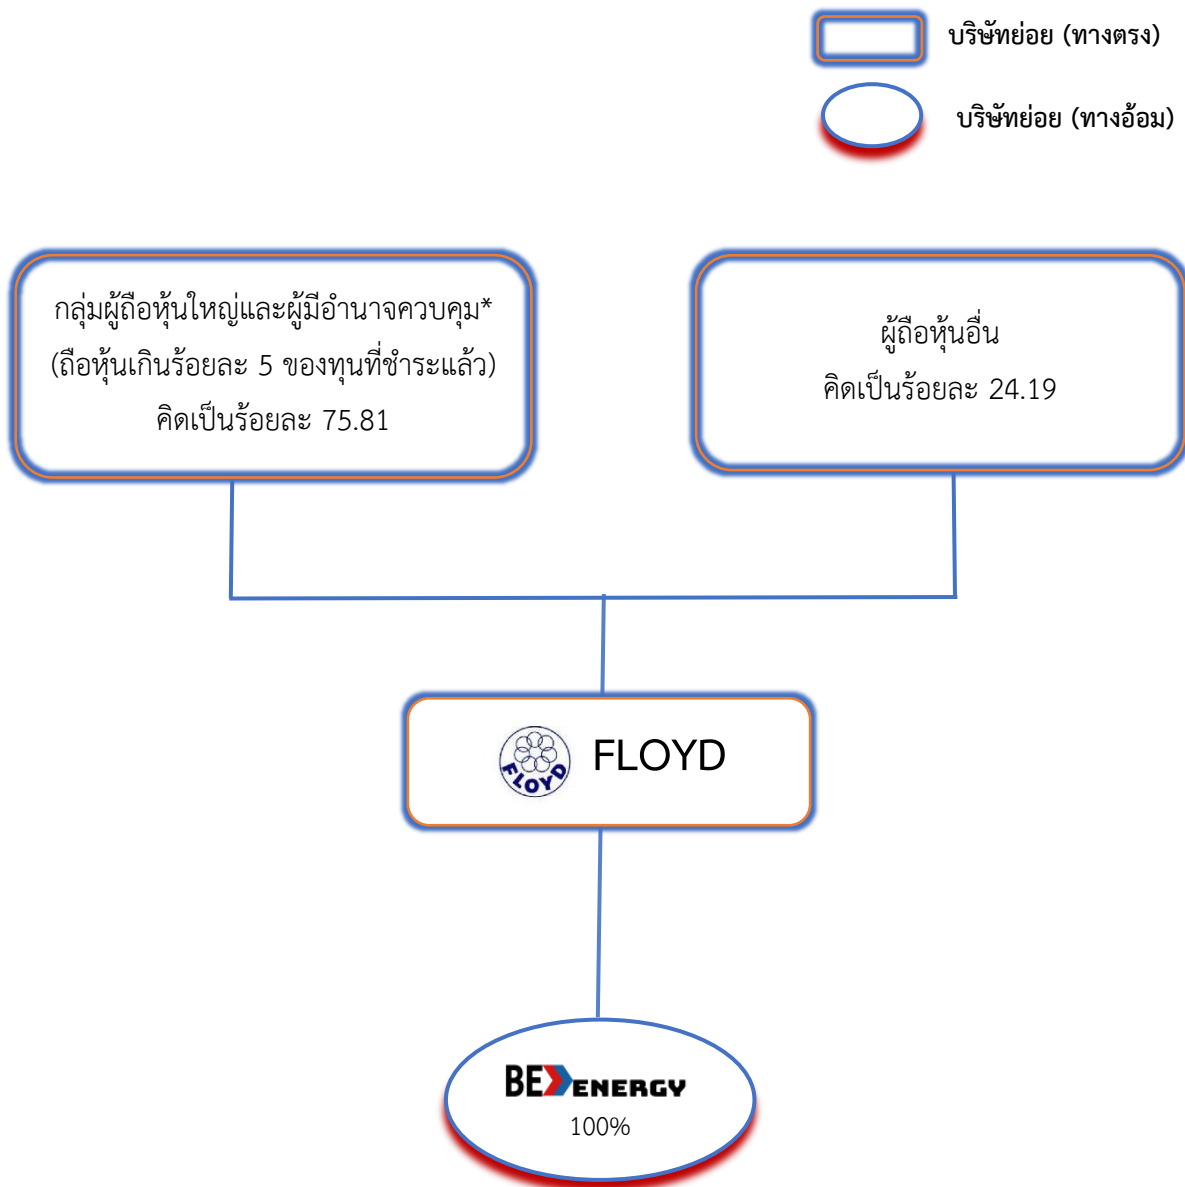 บริษัทย่อย (ทางตรง)
บริษัทย่อย (ทางอ้อม)
กลุ่มผู้ถือหุ้นใหญ่และผู้มีอำนาจควบคุม*
(ถือหุ้นเกินร้อยละ 5 ของทุนที่ชำระแล้ว)
คิดเป็นร้อยละ 75.81
ผู้ถือหุ้นอื่น
คิดเป็นร้อยละ 24.19
FLOYD
FLOYD
BE ENERGY
100%